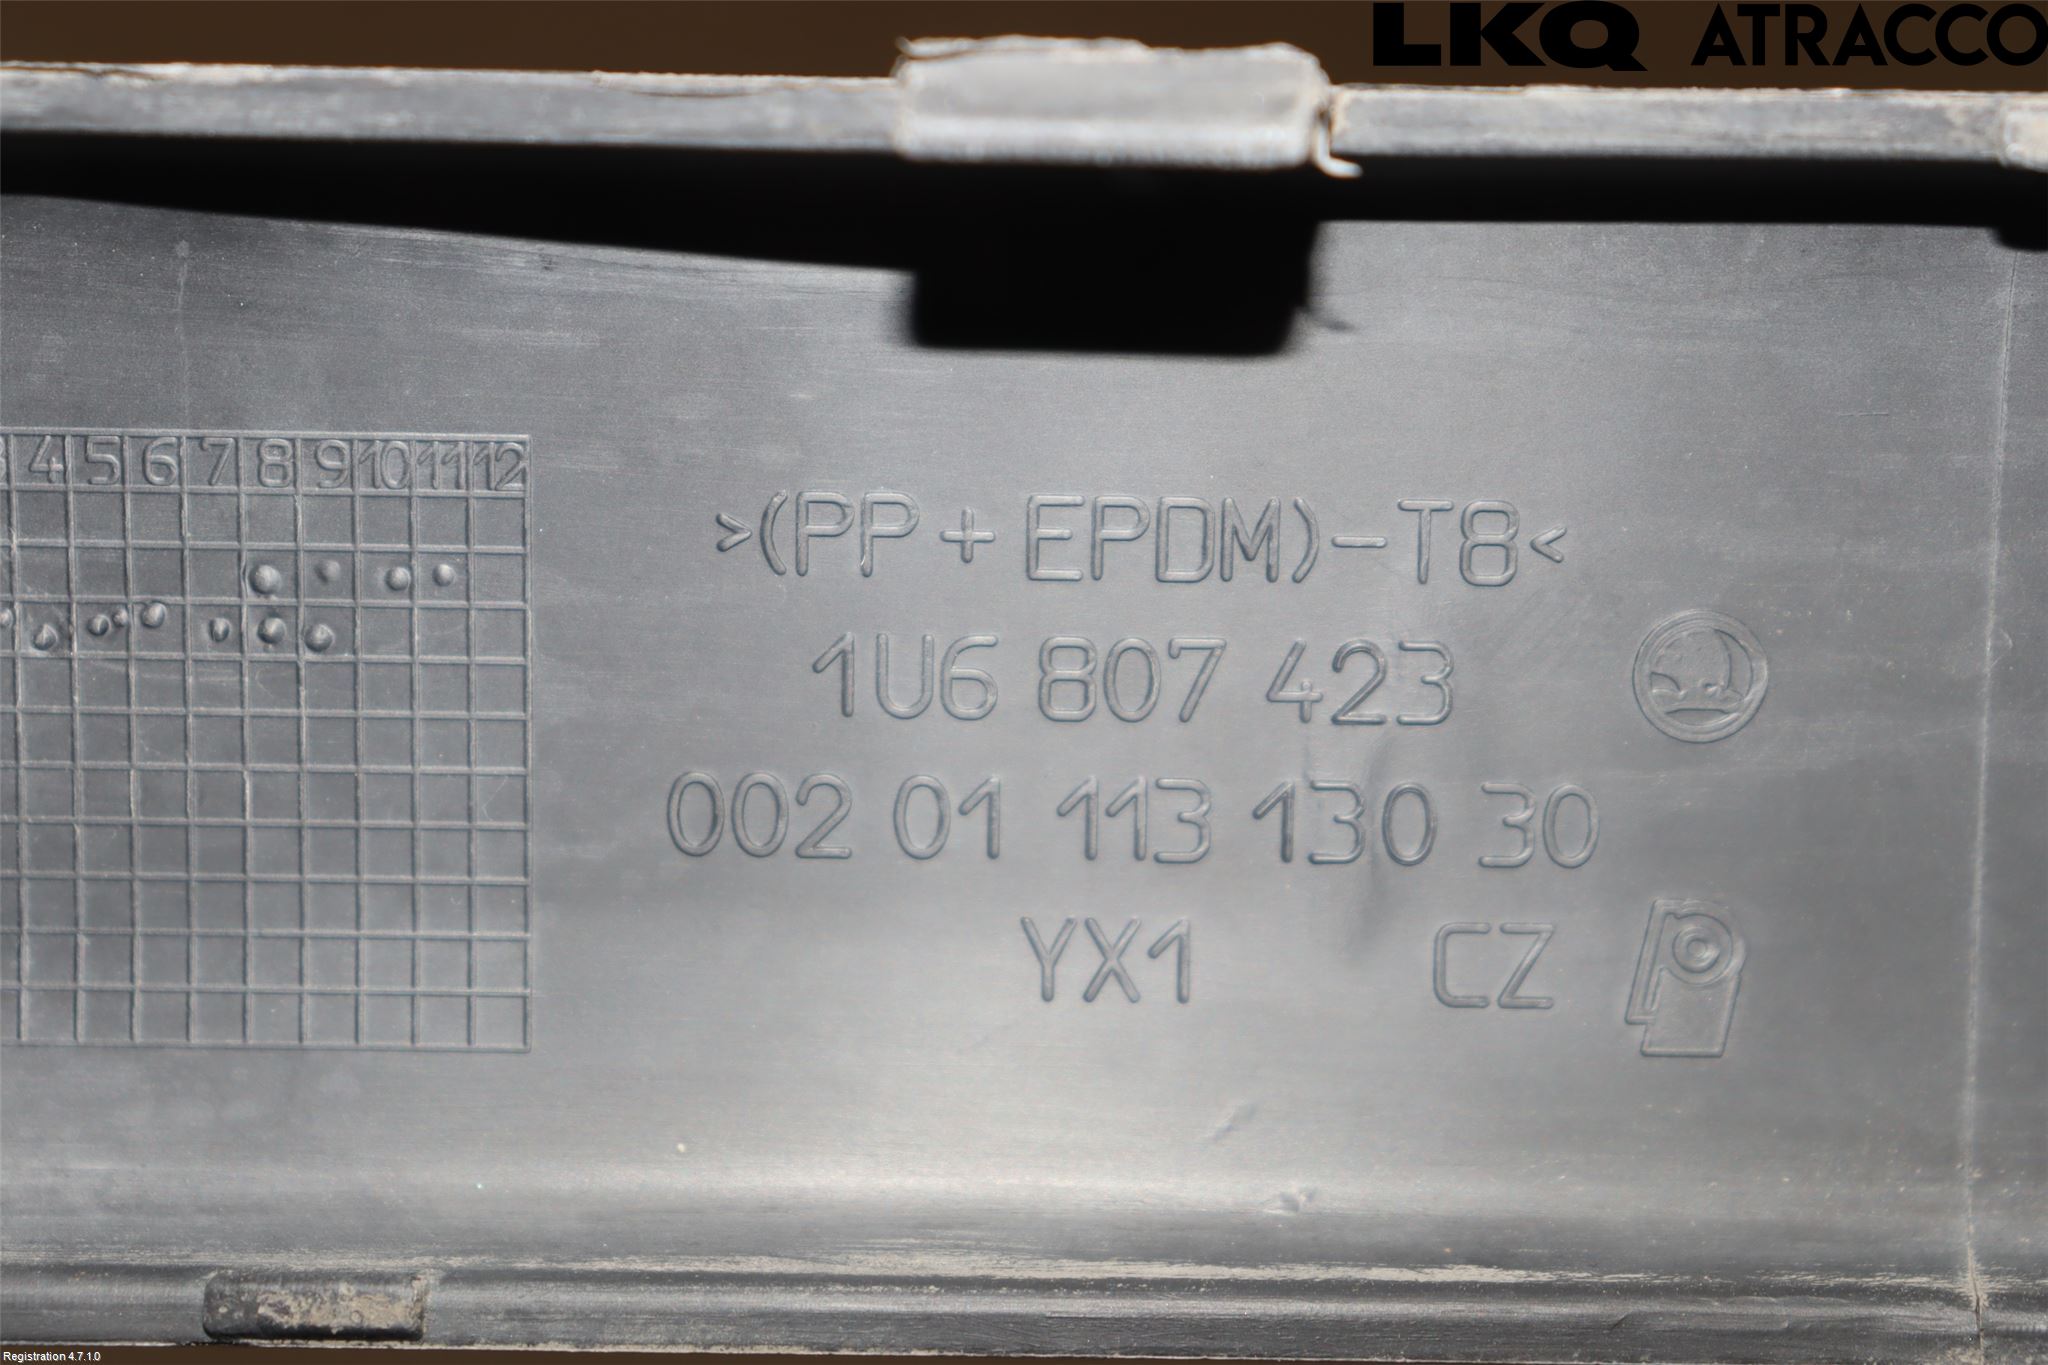 LKQ ATRACCO
4 5 6 7 8 9 10 11 12
>(PP+EPDM)-T8<
1U6 807 423
002 01 113 130 30
YX1 CZ
Registration 4.7.1.0